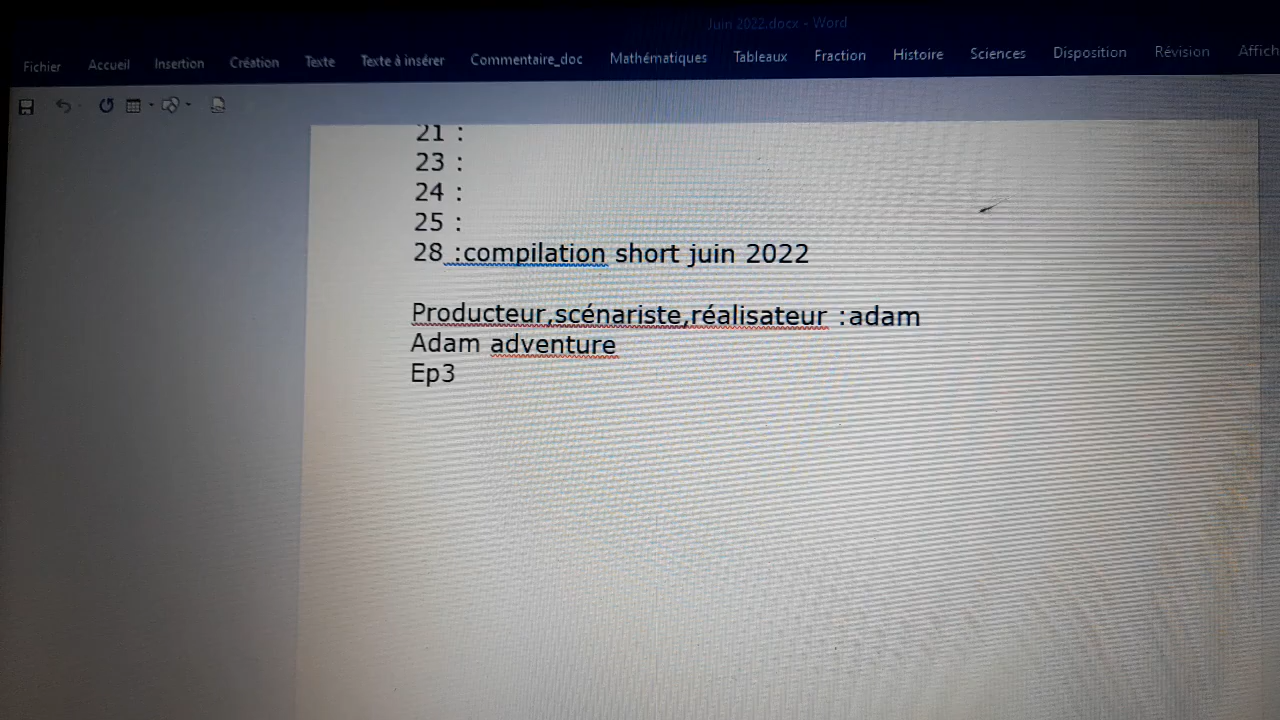 Juin 2022.docx - Word
Fichier Accueil Insertion Création Texte Texte à insérer Commentaire_doc Mathématiques Tableaux Fraction Histoire Sciences Disposition Révision Affich
21 :
23 :
24 :
25 :
28 :compilation short juin 2022
Producteur,scénariste,réalisateur :adam
Adam adventure
Ep3